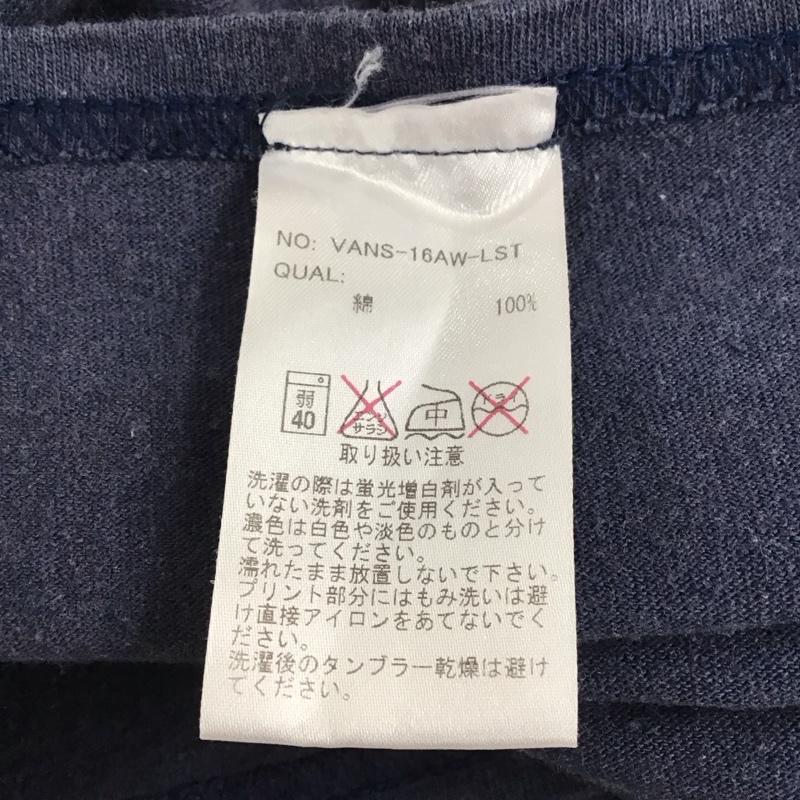 NO: VANS-16AW-LST
QUAL:
綿 100%
弱 エンソ 中 ドライ
40 サラシ
取り扱い注意
洗濯の際は蛍光増白剤が入って
いない洗剤をご使用ください。
濃色は白色や淡色のものと分け
て洗ってください。
濡れたまま放置しないで下さい。
プリント部分にはもみ洗いは避
け直接アイロンをあてないでく
ださい。
洗濯後のタンブラー乾燥は避け
てください。